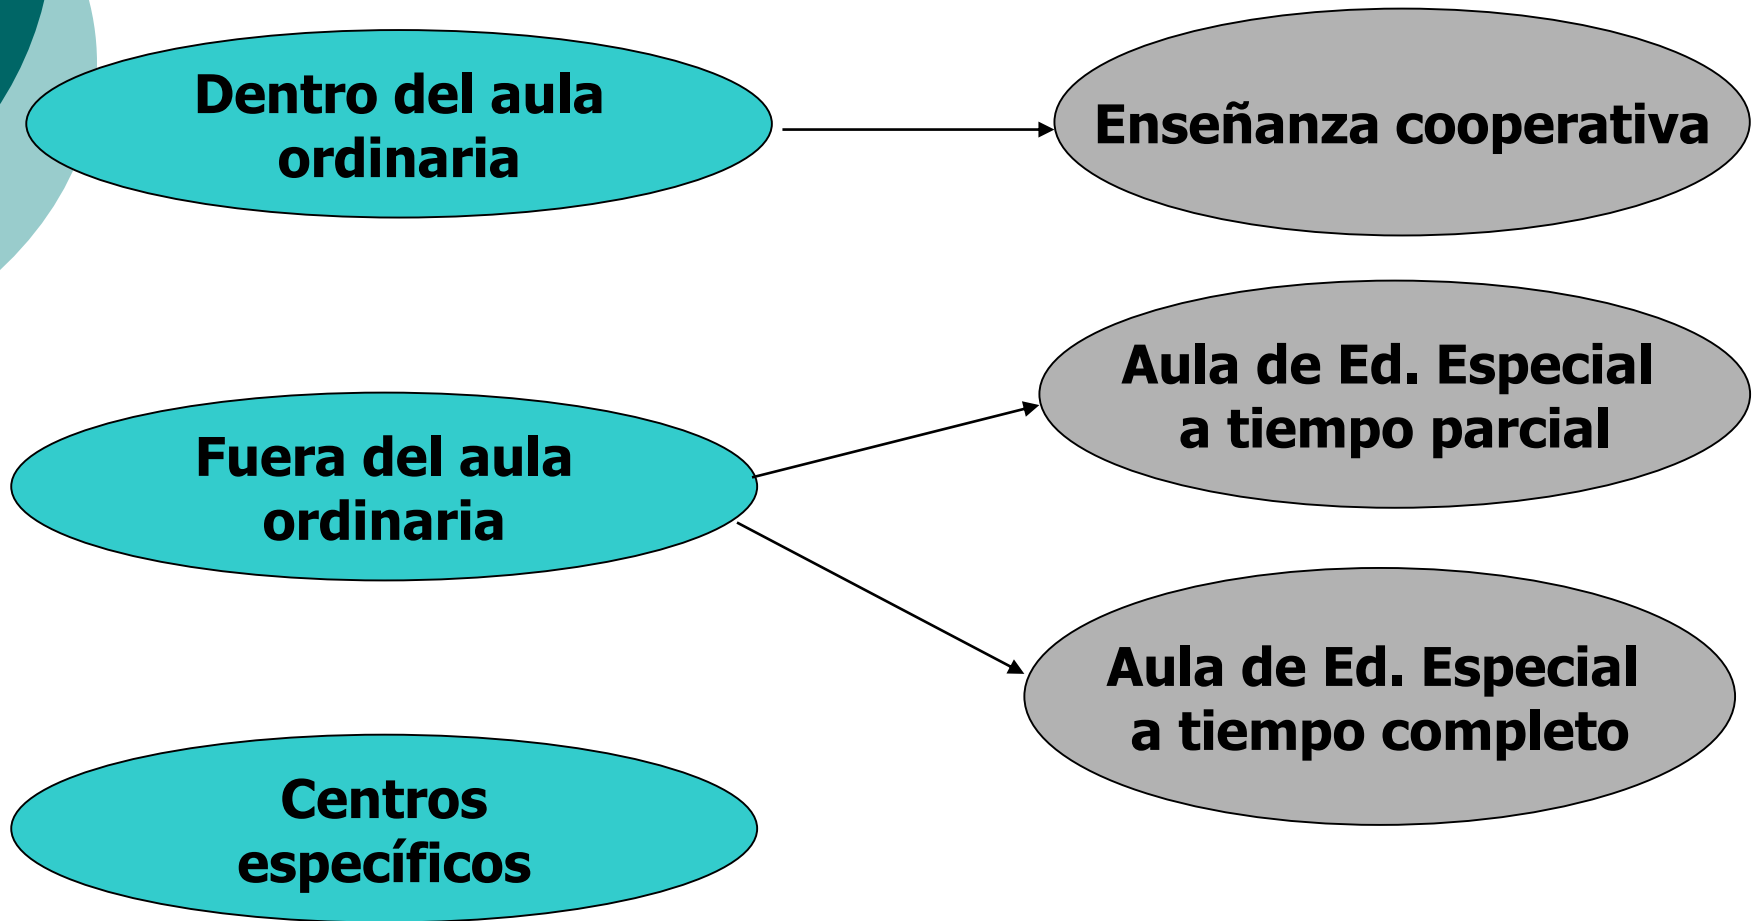 Dentro del aula
ordinaria
Enseñanza cooperativa
Fuera del aula
ordinaria
Aula de Ed. Especial
a tiempo parcial
Aula de Ed. Especial
a tiempo completo
Centros
específicos